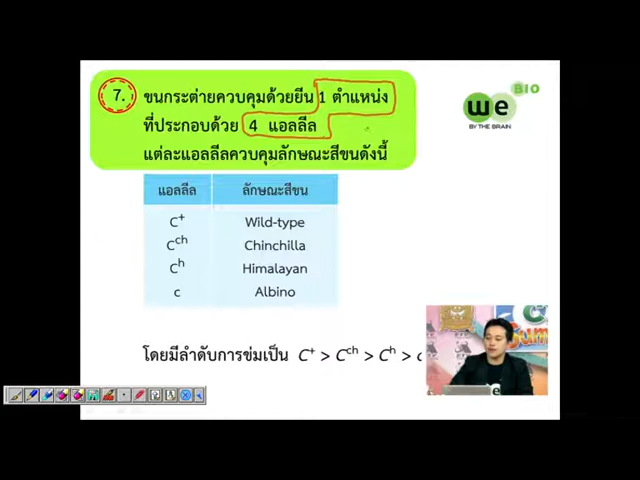 7. ขนกระต่ายควบคุมด้วยยีน 1 ตำแหน่ง
ที่ประกอบด้วย 4 แอลลีล
แต่ละแอลลีลควบคุมลักษณะสีขนดังนี้
we BIO
BY THE BRAIN
แอลลีล ลักษณะสีขน
C⁺ Wild-type
Cᶜʰ Chinchilla
Cʰ Himalayan
c Albino
โดยมีลำดับการข่มเป็น C⁺ > Cᶜʰ > Cʰ > c